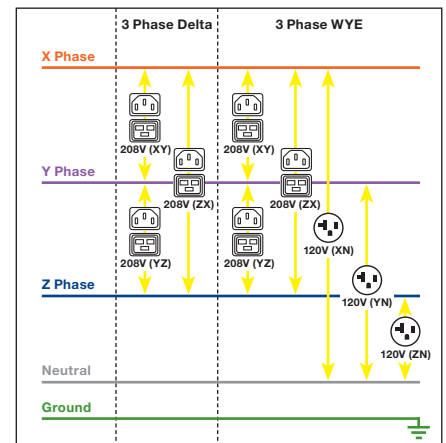 3 Phase Delta
3 Phase WYE
X Phase
208V (XY)
208V (XY)
Y Phase
208V (ZX)
208V (ZX)
120V (XN)
208V (YZ)
208V (YZ)
Z Phase
120V (YN)
120V (ZN)
Neutral
Ground